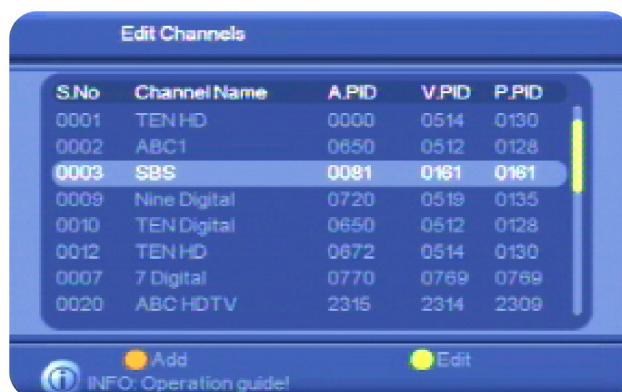 Edit Channels
S.No Channel Name A.PID V.PID P.PID
0001 TEN HD 0000 0514 0130
0002 ABC1 0650 0512 0128
0003 SBS 0081 0161 0161
0009 Nine Digital 0720 0519 0135
0010 TEN Digital 0650 0512 0128
0012 TEN HD 0672 0514 0130
0007 7 Digital 0770 0769 0769
0020 ABC HDTV 2315 2314 2309
Add Edit
INFO: Operation guide!